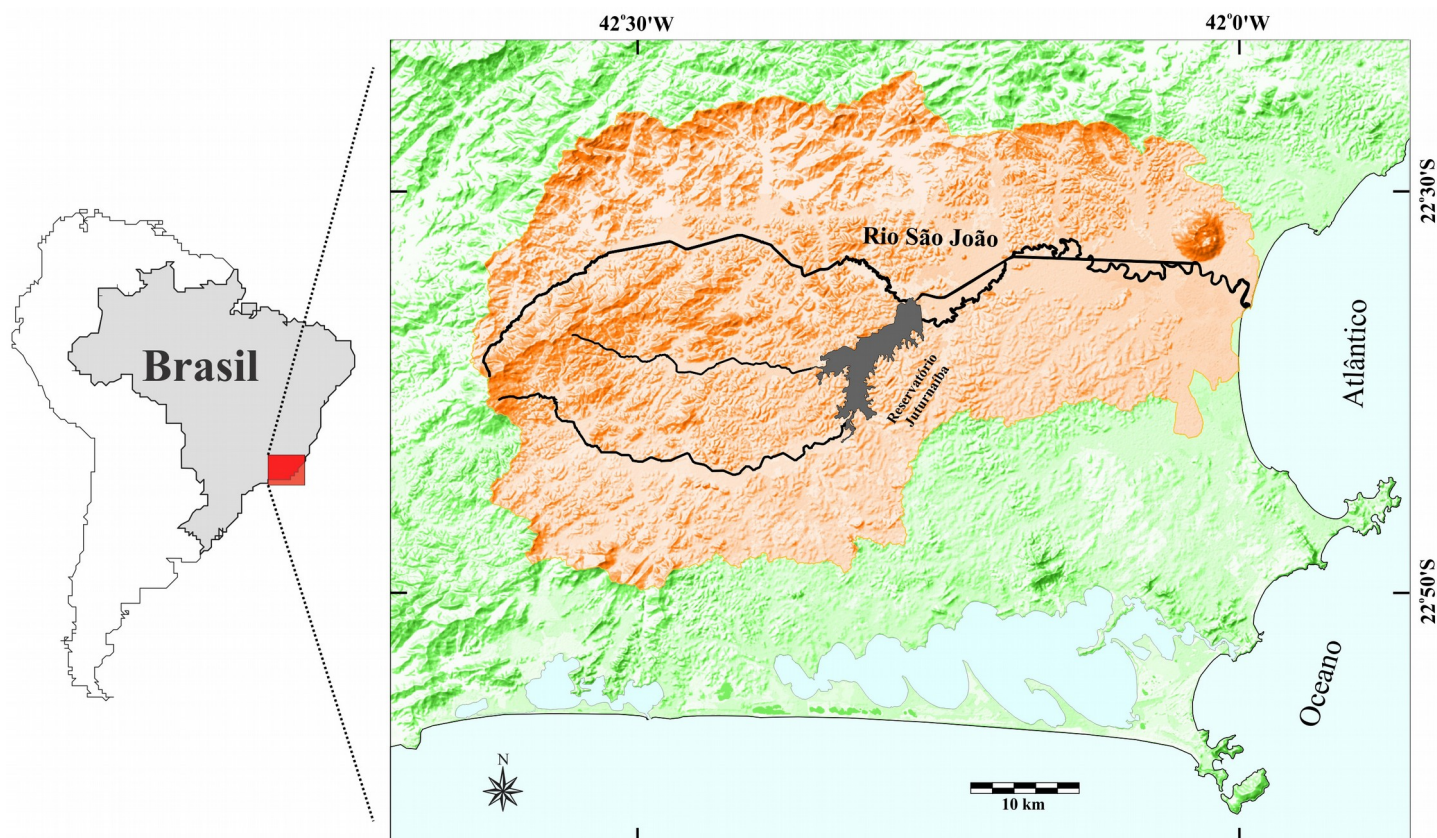 42°30'W
42°0'W
22°30'S
Rio São João
Brasil
Reservatório
Juturnaíba
Atlântico
22°50'S
Oceano
N
10 km